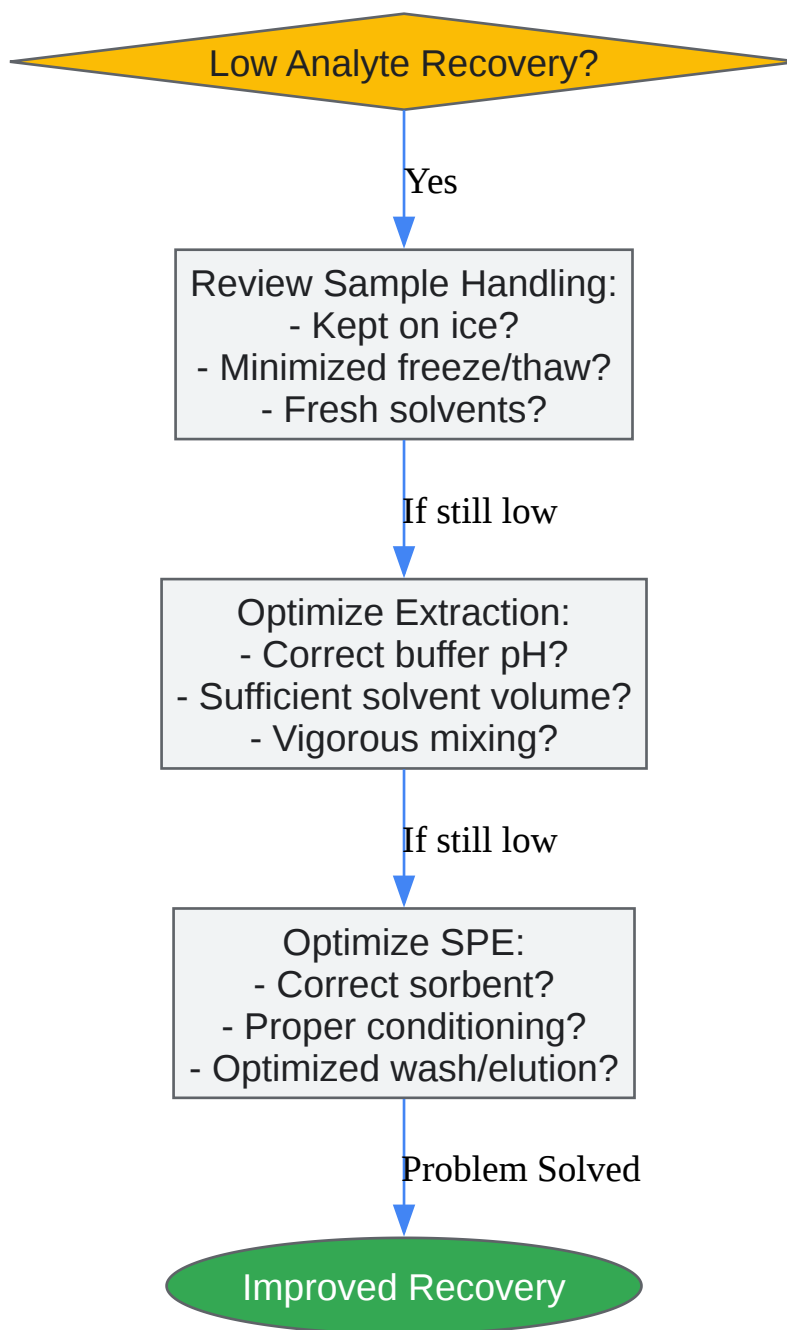 Low Analyte Recovery?
Yes
Review Sample Handling:
- Kept on ice?
- Minimized freeze/thaw?
- Fresh solvents?
If still low
Optimize Extraction:
- Correct buffer pH?
- Sufficient solvent volume?
- Vigorous mixing?
If still low
Optimize SPE:
- Correct sorbent?
- Proper conditioning?
- Optimized wash/elution?
Problem Solved
Improved Recovery